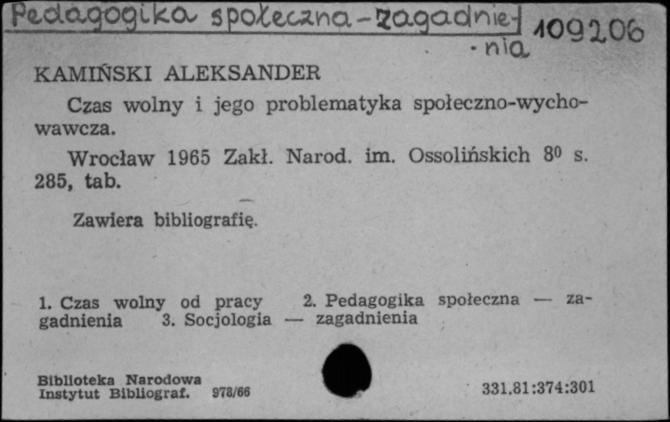 Pedagogika społeczna - zagadnie-
nia
109206
KAMIŃSKI ALEKSANDER
Czas wolny i jego problematyka społeczno-wycho-
wawcza.
Wrocław 1965 Zakł. Narod. im. Ossolińskich 8⁰ s.
285, tab.
Zawiera bibliografię.
1. Czas wolny od pracy 2. Pedagogika społeczna — za-
gadnienia 3. Socjologia — zagadnienia
Biblioteka Narodowa
Instytut Bibliograf. 978/66
331.81:374:301